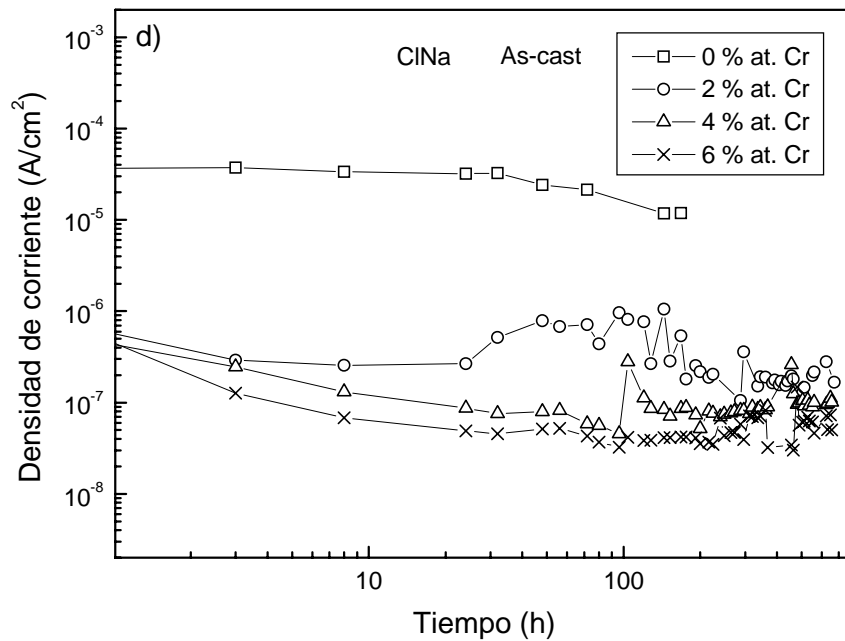 d)
ClNa As-cast
0 % at. Cr
2 % at. Cr
4 % at. Cr
6 % at. Cr
Densidad de corriente (A/cm²)
10⁻³
10⁻⁴
10⁻⁵
10⁻⁶
10⁻⁷
10⁻⁸
10 100
Tiempo (h)